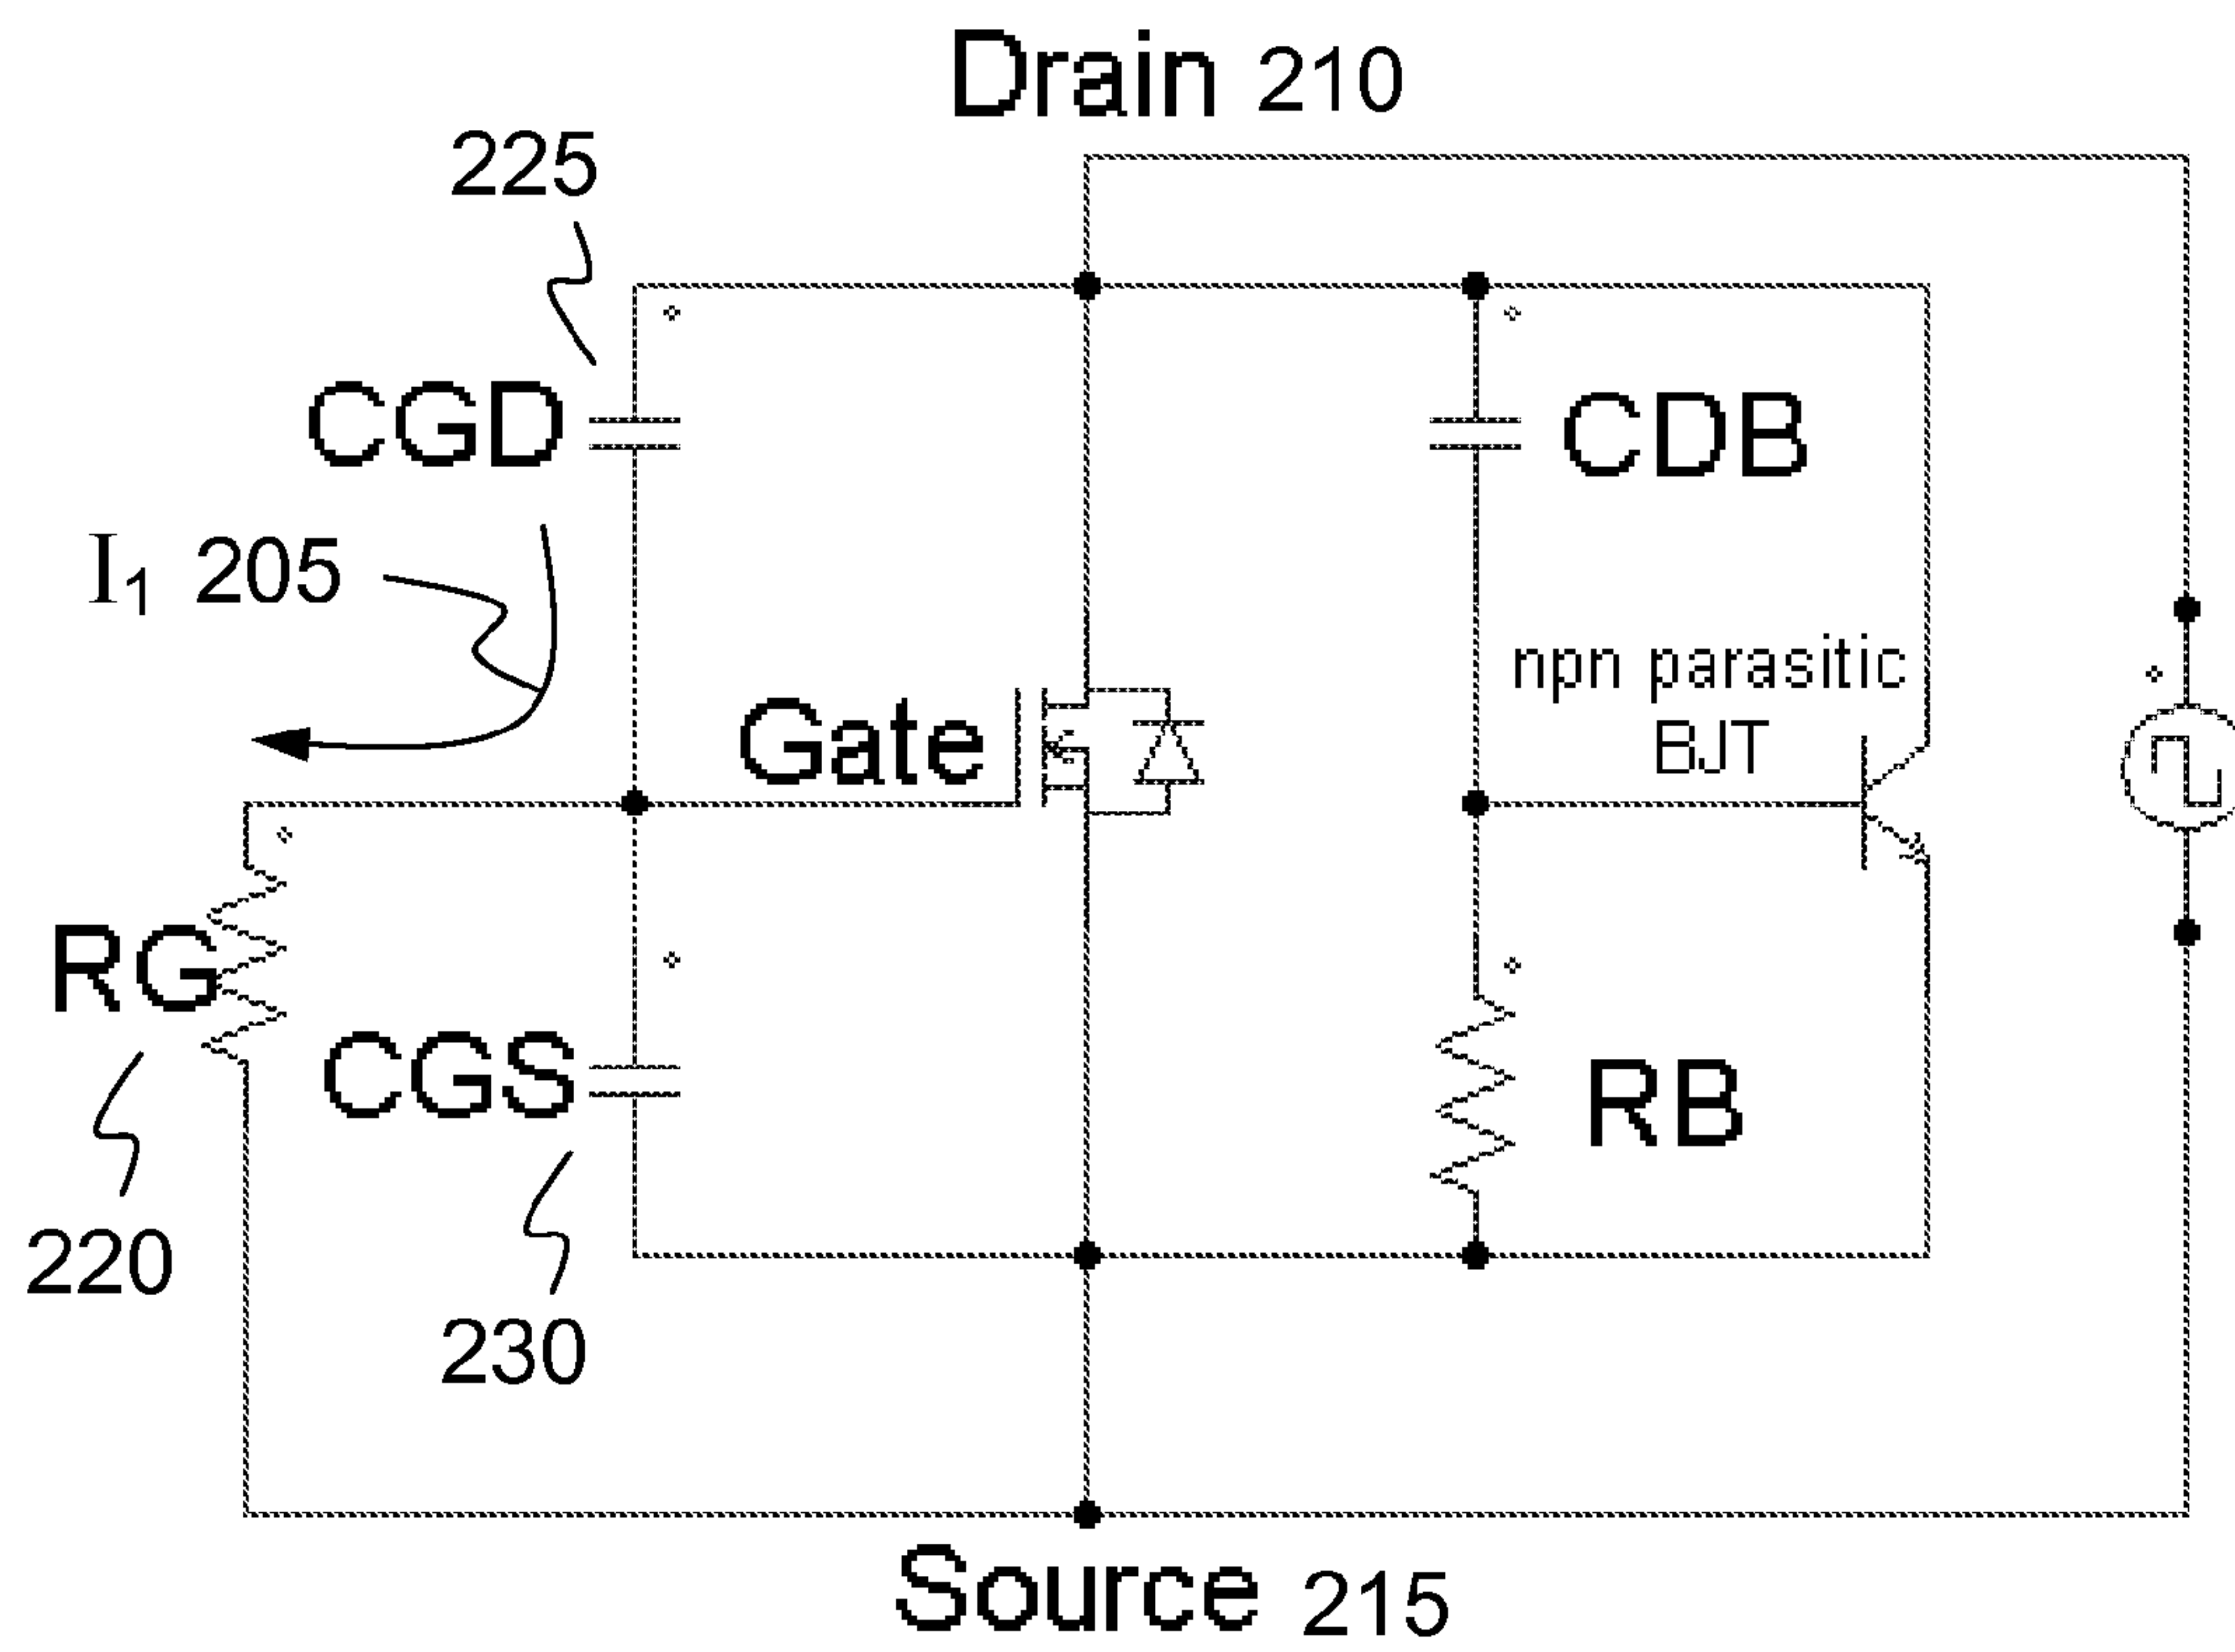 Drain 210
225
CGD
CDB
I1 205
npn parasitic
BJT
Gate
RG
CGS
RB
220
230
Source 215